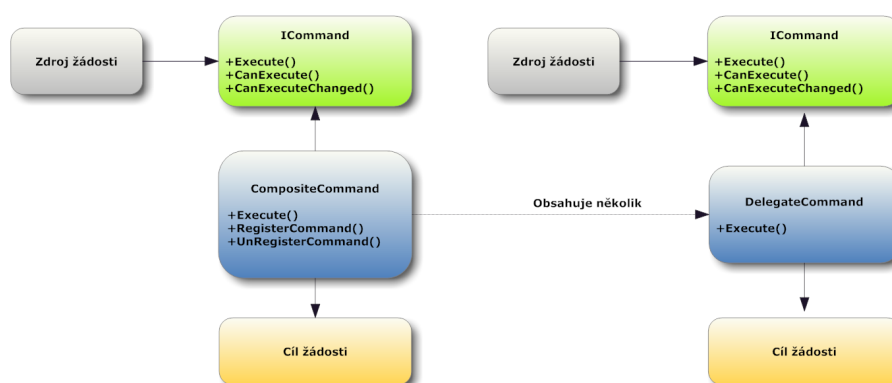 ICommand
Zdroj žádosti
+Execute()
+CanExecute()
+CanExecuteChanged()
CompositeCommand
+Execute()
+RegisterCommand()
+UnRegisterCommand()
Cíl žádosti
Obsahuje několik
ICommand
Zdroj žádosti
+Execute()
+CanExecute()
+CanExecuteChanged()
DelegateCommand
+Execute()
Cíl žádosti